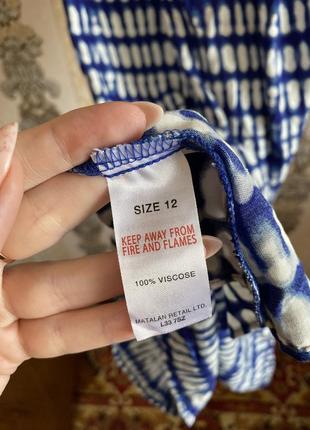 SIZE 12
KEEP AWAY FROM
FIRE AND FLAMES
100% VISCOSE
MATALAN RETAIL LTD.
L33 7SZ